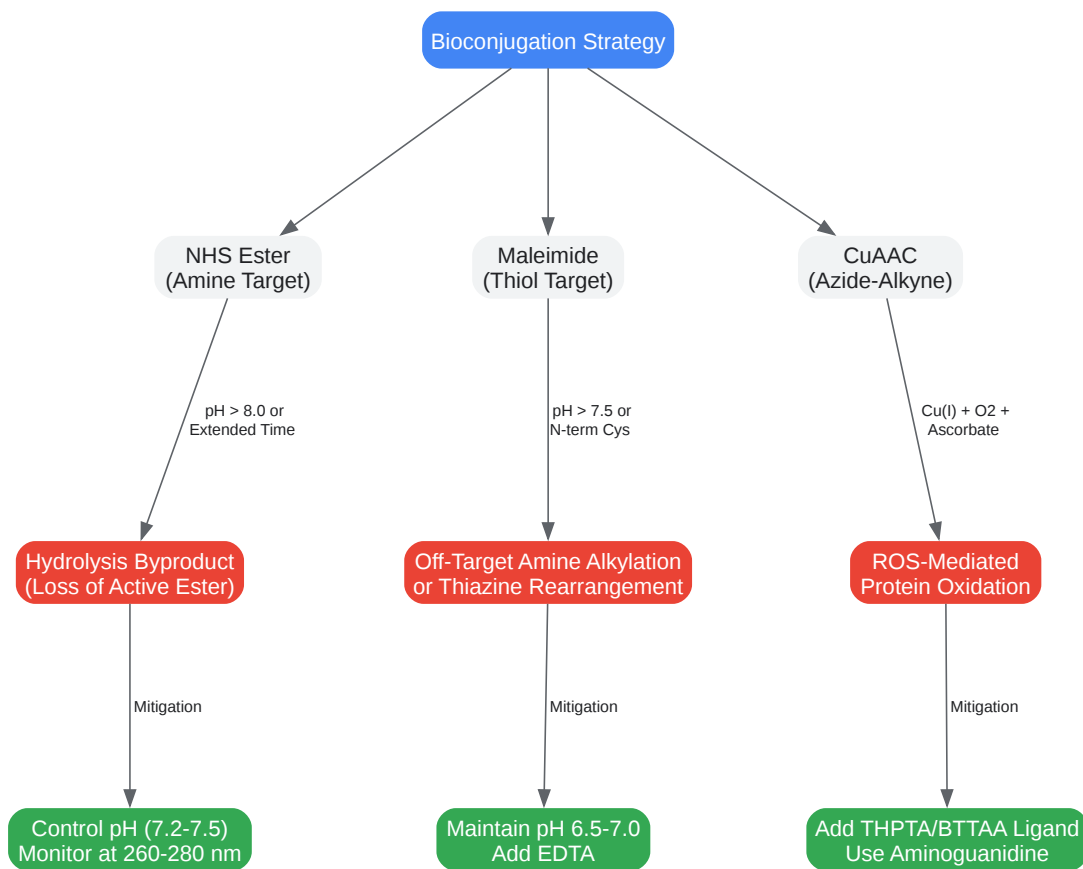 Bioconjugation Strategy
NHS Ester
(Amine Target)
Maleimide
(Thiol Target)
CuAAC
(Azide-Alkyne)
pH > 8.0 or
Extended Time
pH > 7.5 or
N-term Cys
Cu(I) + O2 +
Ascorbate
Hydrolysis Byproduct
(Loss of Active Ester)
Off-Target Amine Alkylation
or Thiazine Rearrangement
ROS-Mediated
Protein Oxidation
Mitigation
Mitigation
Mitigation
Control pH (7.2-7.5)
Monitor at 260-280 nm
Maintain pH 6.5-7.0
Add EDTA
Add THPTA/BTTAA Ligand
Use Aminoguanidine